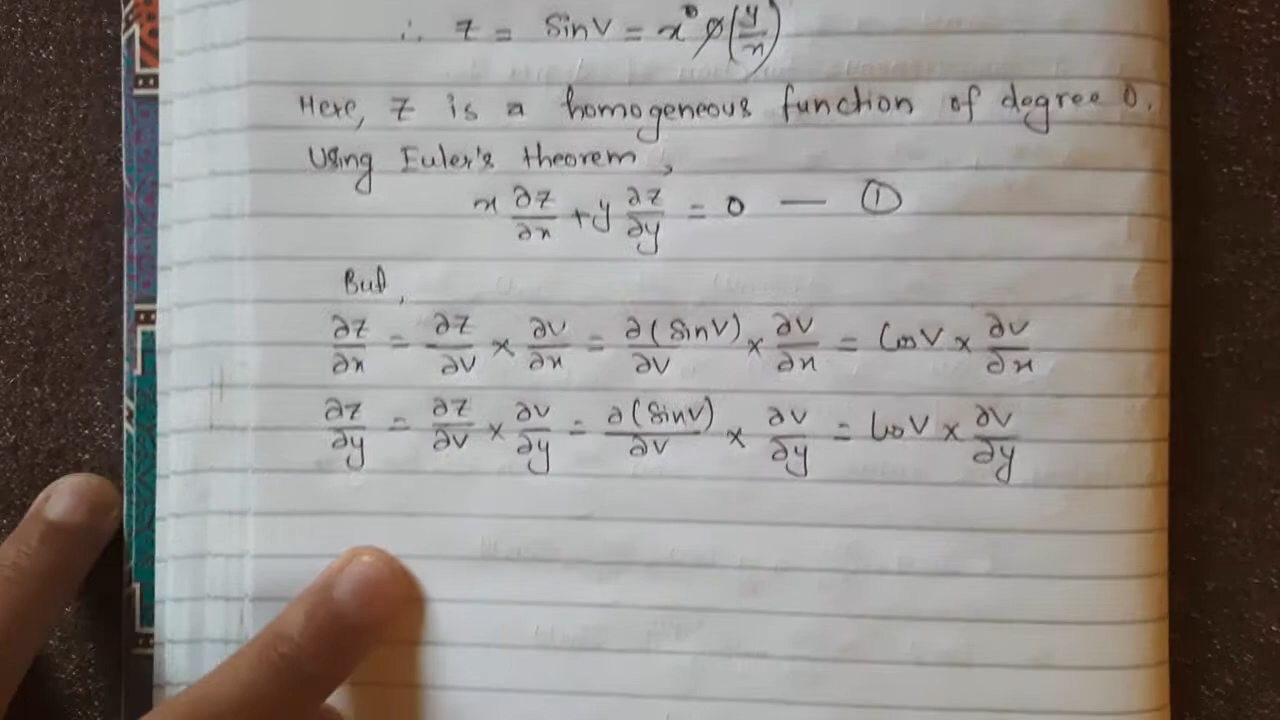 ∴ z = sin v = x⁰ φ(y/x)
Here, z is a homogeneous function of degree 0.
Using Euler's theorem,
x ∂z/∂x + y ∂z/∂y = 0 — ①
But,
∂z/∂x = ∂z/∂v × ∂v/∂x = ∂(sin v)/∂v × ∂v/∂x = Cos v × ∂v/∂x
∂z/∂y = ∂z/∂v × ∂v/∂y = ∂(sin v)/∂v × ∂v/∂y = Cos v × ∂v/∂y